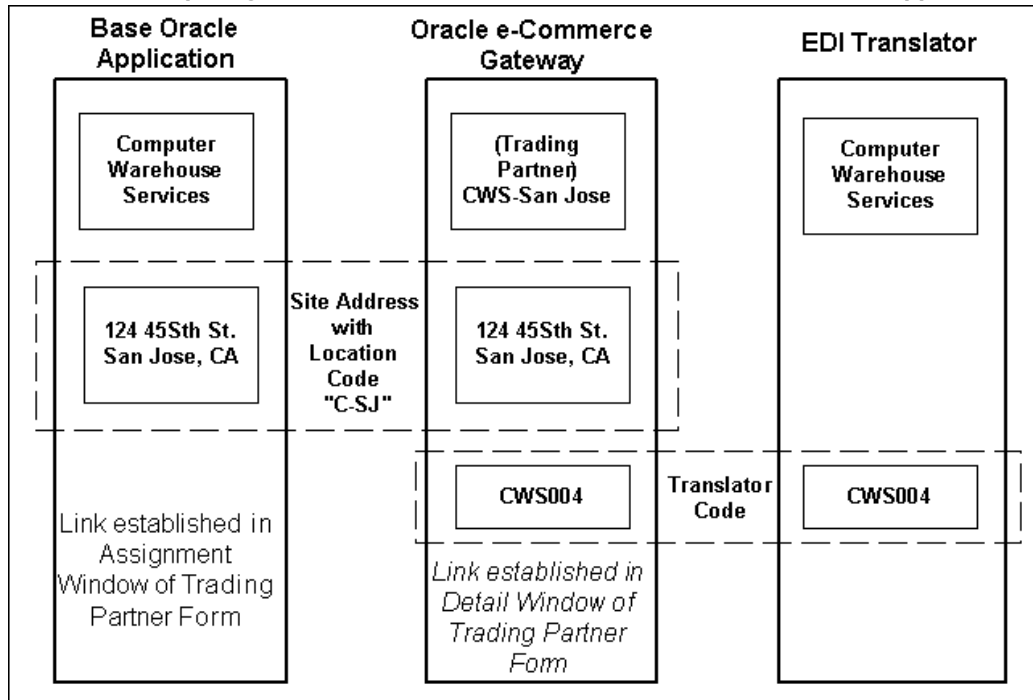 Base Oracle
Application
Computer
Warehouse
Services
124 45Sth St.
San Jose, CA
Link established in
Assignment
Window of Trading
Partner Form
Site Address
with
Location
Code
"C-SJ"
Oracle e-Commerce
Gateway
(Trading
Partner)
CWS-San Jose
124 45Sth St.
San Jose, CA
CWS004
Link established in
Detail Window of
Trading Partner
Form
Translator
Code
EDI Translator
Computer
Warehouse
Services
CWS004